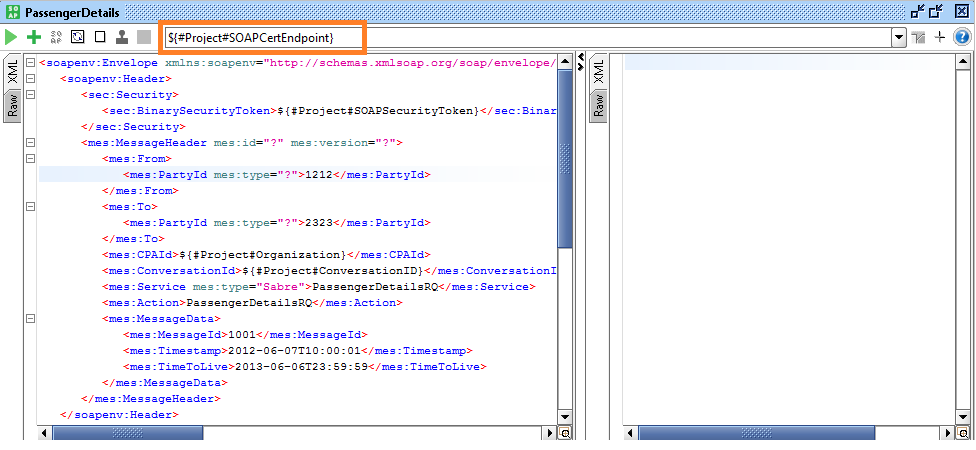 PassengerDetails
${#Project#SOAPCertEndpoint}
XML
Raw
<soapenv:Envelope xmlns:soapenv="http://schemas.xmlsoap.org/soap/envelope/
<soapenv:Header>
<sec:Security>
<sec:BinarySecurityToken>${#Project#SOAPSecurityToken}</sec:Binar
</sec:Security>
<mes:MessageHeader mes:id="?" mes:version="?">
<mes:From>
<mes:PartyId mes:type="?">1212</mes:PartyId>
</mes:From>
<mes:To>
<mes:PartyId mes:type="?">2323</mes:PartyId>
</mes:To>
<mes:CPAId>${#Project#Organization}</mes:CPAId>
<mes:ConversationId>${#Project#ConversationID}</mes:ConversationI
<mes:Service mes:type="Sabre">PassengerDetailsRQ</mes:Service>
<mes:Action>PassengerDetailsRQ</mes:Action>
<mes:MessageData>
<mes:MessageId>1001</mes:MessageId>
<mes:Timestamp>2012-06-07T10:00:01</mes:Timestamp>
<mes:TimeToLive>2013-06-06T23:59:59</mes:TimeToLive>
</mes:MessageData>
</mes:MessageHeader>
</soapenv:Header>
XML
Raw